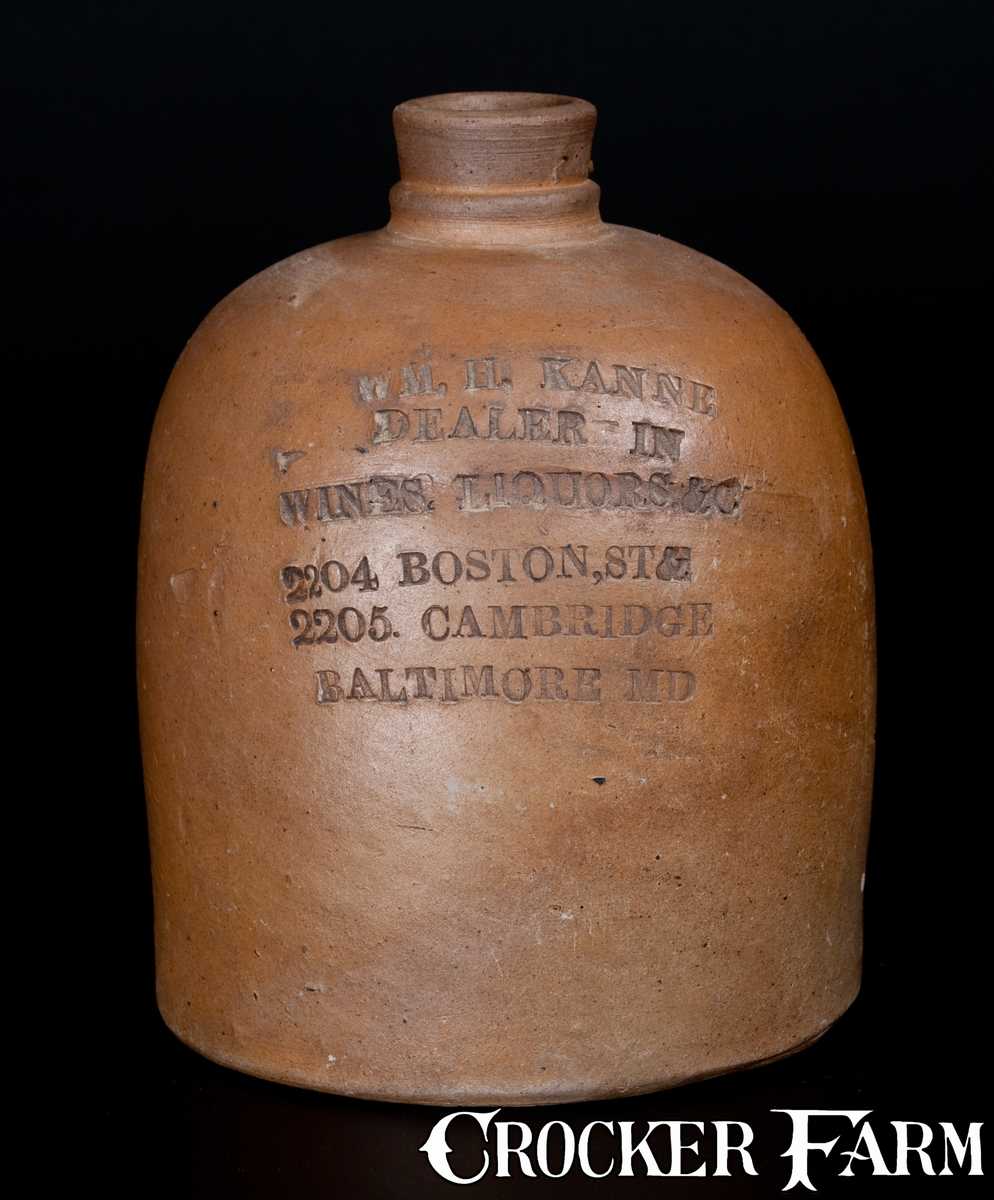 WM. H. KANNE
DEALER - IN
WINES. LIQUORS. &C
2204 BOSTON, ST &
2205. CAMBRIDGE
BALTIMORE MD
CROCKER FARM